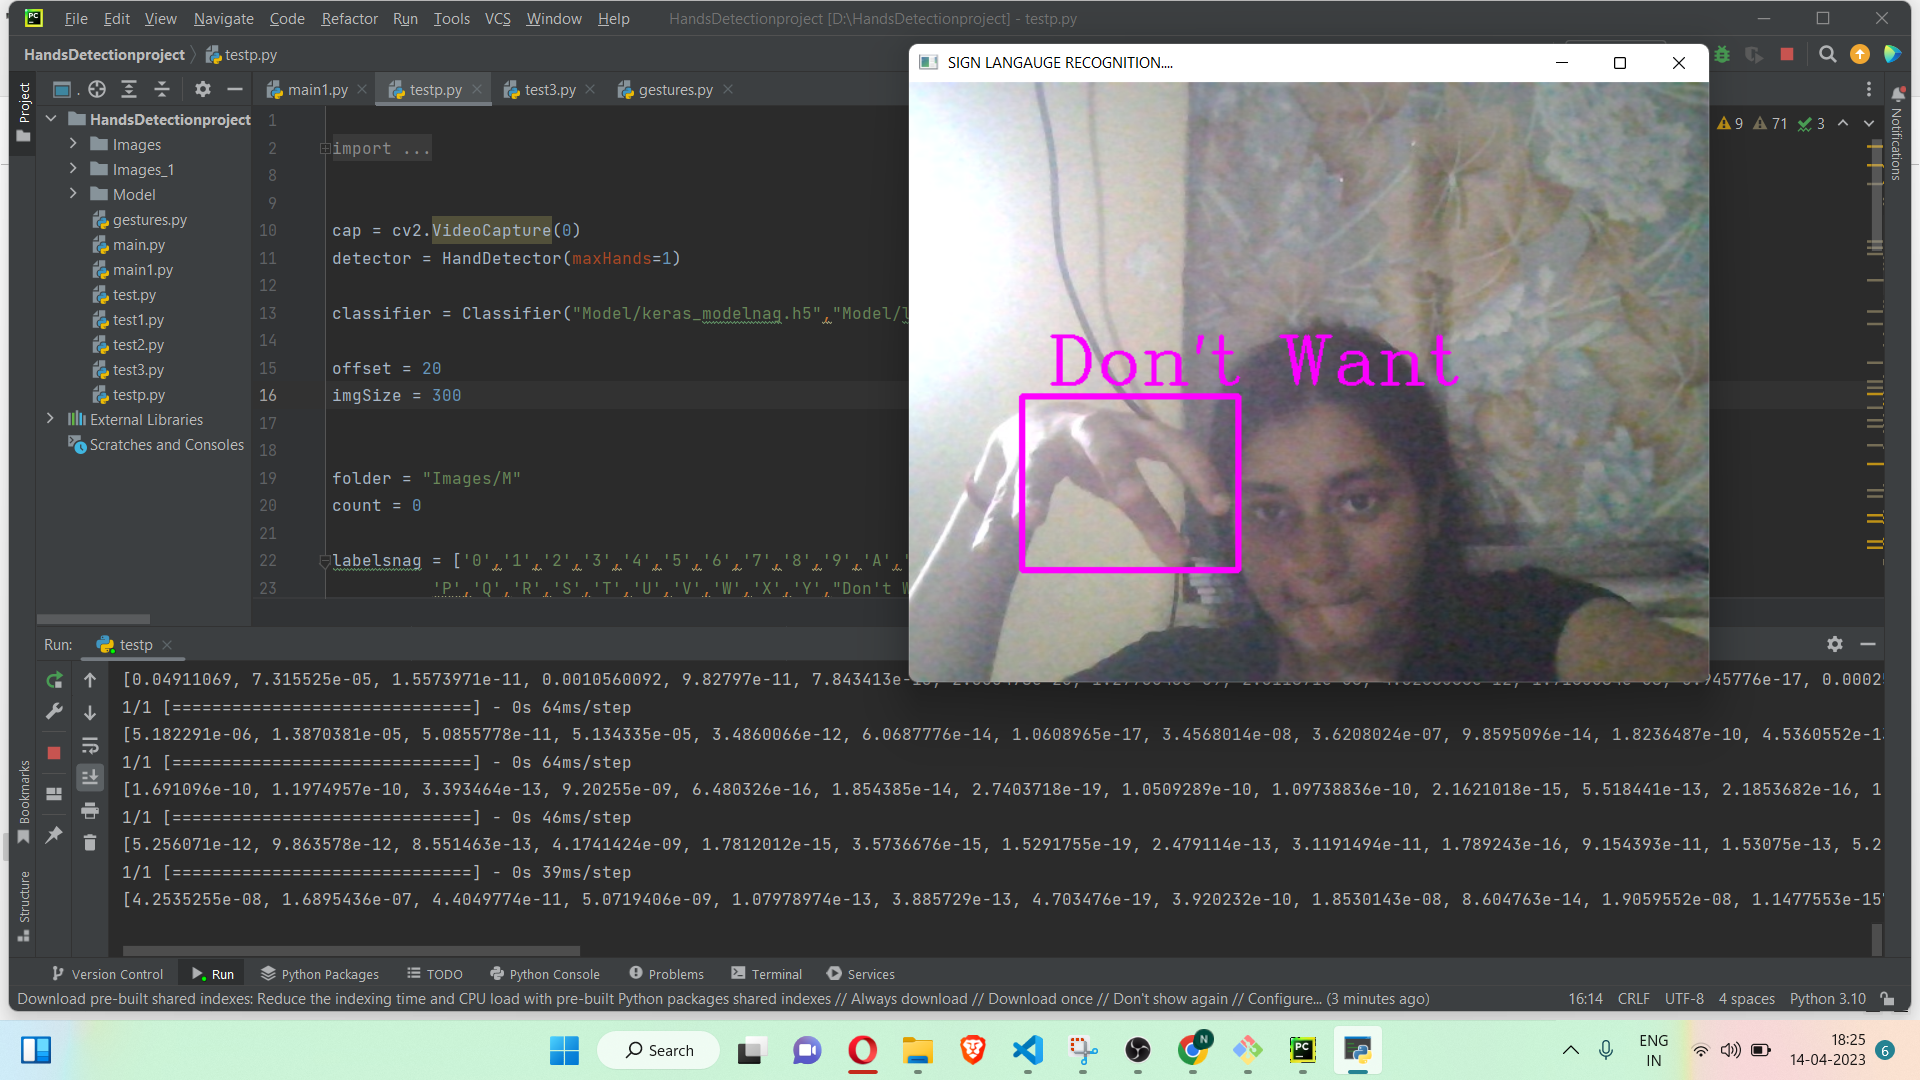 File Edit View Navigate Code Refactor Run Tools VCS Window Help HandsDetectionproject [D:\HandsDetectionproject] - testp.py
HandsDetectionproject testp.py
SIGN LANGAUGE RECOGNITION....
Project
main1.py testp.py test3.py gestures.py
9 71 3
Notifications
HandsDetectionproject
Images
Images_1
Model
gestures.py
main.py
main1.py
test.py
test1.py
test2.py
test3.py
testp.py
External Libraries
Scratches and Consoles
1
2 import ...
8
9
10 cap = cv2.VideoCapture(0)
11 detector = HandDetector(maxHands=1)
12
13 classifier = Classifier("Model/keras_modelnag.h5","Model/l
14
15 offset = 20
16 imgSize = 300
17
18
19 folder = "Images/M"
20 count = 0
21
22 labelsnag = ['0','1','2','3','4','5','6','7','8','9','A','
23 'P','Q','R','S','T','U','V','W','X','Y',"Don't W
Don't Want
Run: testp
[0.04911069, 7.315525e-05, 1.5573971e-11, 0.0010560092, 9.82797e-11,
1/1 [==============================] - 0s 64ms/step
[5.182291e-06, 1.3870381e-05, 5.0855778e-11, 5.134335e-05, 3.4860066e-12, 6.0687776e-14, 1.0608965e-17, 3.4568014e-08, 3.6208024e-07, 9.8595096e-14, 1.8236487e-10, 4.5360552e-13
1/1 [==============================] - 0s 64ms/step
[1.691096e-10, 1.1974957e-10, 3.393464e-13, 9.20255e-09, 6.480326e-16, 1.854385e-14, 2.7403718e-19, 1.0509289e-10, 1.09738836e-10, 2.1621018e-15, 5.518441e-13, 2.1853682e-16, 1
1/1 [==============================] - 0s 46ms/step
[5.256071e-12, 9.863578e-12, 8.551463e-13, 4.1741424e-09, 1.7812012e-15, 3.5736676e-15, 1.5291755e-19, 2.479114e-13, 3.1191494e-11, 1.789243e-16, 9.154393e-11, 1.53075e-13, 5.2
1/1 [==============================] - 0s 39ms/step
[4.2535255e-08, 1.6895436e-07, 4.4049774e-11, 5.0719406e-09, 1.07978974e-13, 3.885729e-13, 4.703476e-19, 3.920232e-10, 1.8530143e-08, 8.604763e-14, 1.9059552e-08, 1.1477553e-15
Bookmarks
Structure
Version Control Run Python Packages TODO Python Console Problems Terminal Services
Download pre-built shared indexes: Reduce the indexing time and CPU load with pre-built Python packages shared indexes // Always download // Download once // Don't show again // Configure... (3 minutes ago) 16:14 CRLF UTF-8 4 spaces Python 3.10
Search
ENG
IN
18:25
14-04-2023
6